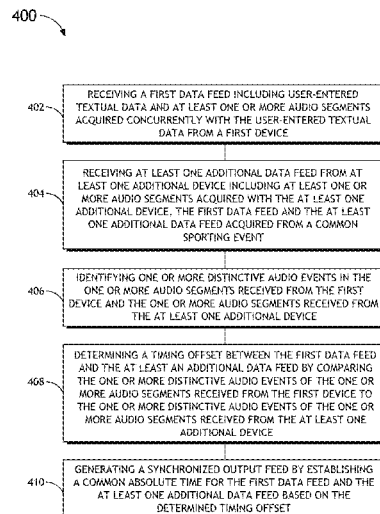 400
402
RECEIVING A FIRST DATA FEED INCLUDING USER-ENTERED
TEXTUAL DATA AND AT LEAST ONE OR MORE AUDIO SEGMENTS
ACQUIRED CONCURRENTLY WITH THE USER-ENTERED TEXTUAL
DATA FROM A FIRST DEVICE
404
RECEIVING AT LEAST ONE ADDITIONAL DATA FEED FROM AT
LEAST ONE ADDITIONAL DEVICE INCLUDING AT LEAST ONE OR
MORE AUDIO SEGMENTS ACQUIRED WITH THE AT LEAST ONE
ADDITIONAL DEVICE, THE FIRST DATA FEED AND THE AT LEAST
ONE ADDITIONAL DATA FEED ACQUIRED FROM A COMMON
SPORTING EVENT
406
IDENTIFYING ONE OR MORE DISTINCTIVE AUDIO EVENTS IN THE
ONE OR MORE AUDIO SEGMENTS RECEIVED FROM THE FIRST
DEVICE AND THE ONE OR MORE AUDIO SEGMENTS RECEIVED FROM
THE AT LEAST ONE ADDITIONAL DEVICE
408
DETERMINING A TIMING OFFSET BETWEEN THE FIRST DATA FEED
AND THE AT LEAST AN ADDITIONAL DATA FEED BY COMPARING
THE ONE OR MORE DISTINCTIVE AUDIO EVENTS OF THE ONE OR
MORE AUDIO SEGMENTS RECEIVED FROM THE FIRST DEVICE TO
THE ONE OR MORE DISTINCTIVE AUDIO EVENTS OF THE ONE OR
MORE AUDIO SEGMENTS RECEIVED FROM THE AT LEAST ONE
ADDITIONAL DEVICE
410
GENERATING A SYNCHRONIZED OUTPUT FEED BY ESTABLISHING
A COMMON ABSOLUTE TIME FOR THE FIRST DATA FEED AND THE
AT LEAST ONE ADDITIONAL DATA FEED BASED ON THE
DETERMINED TIMING OFFSET